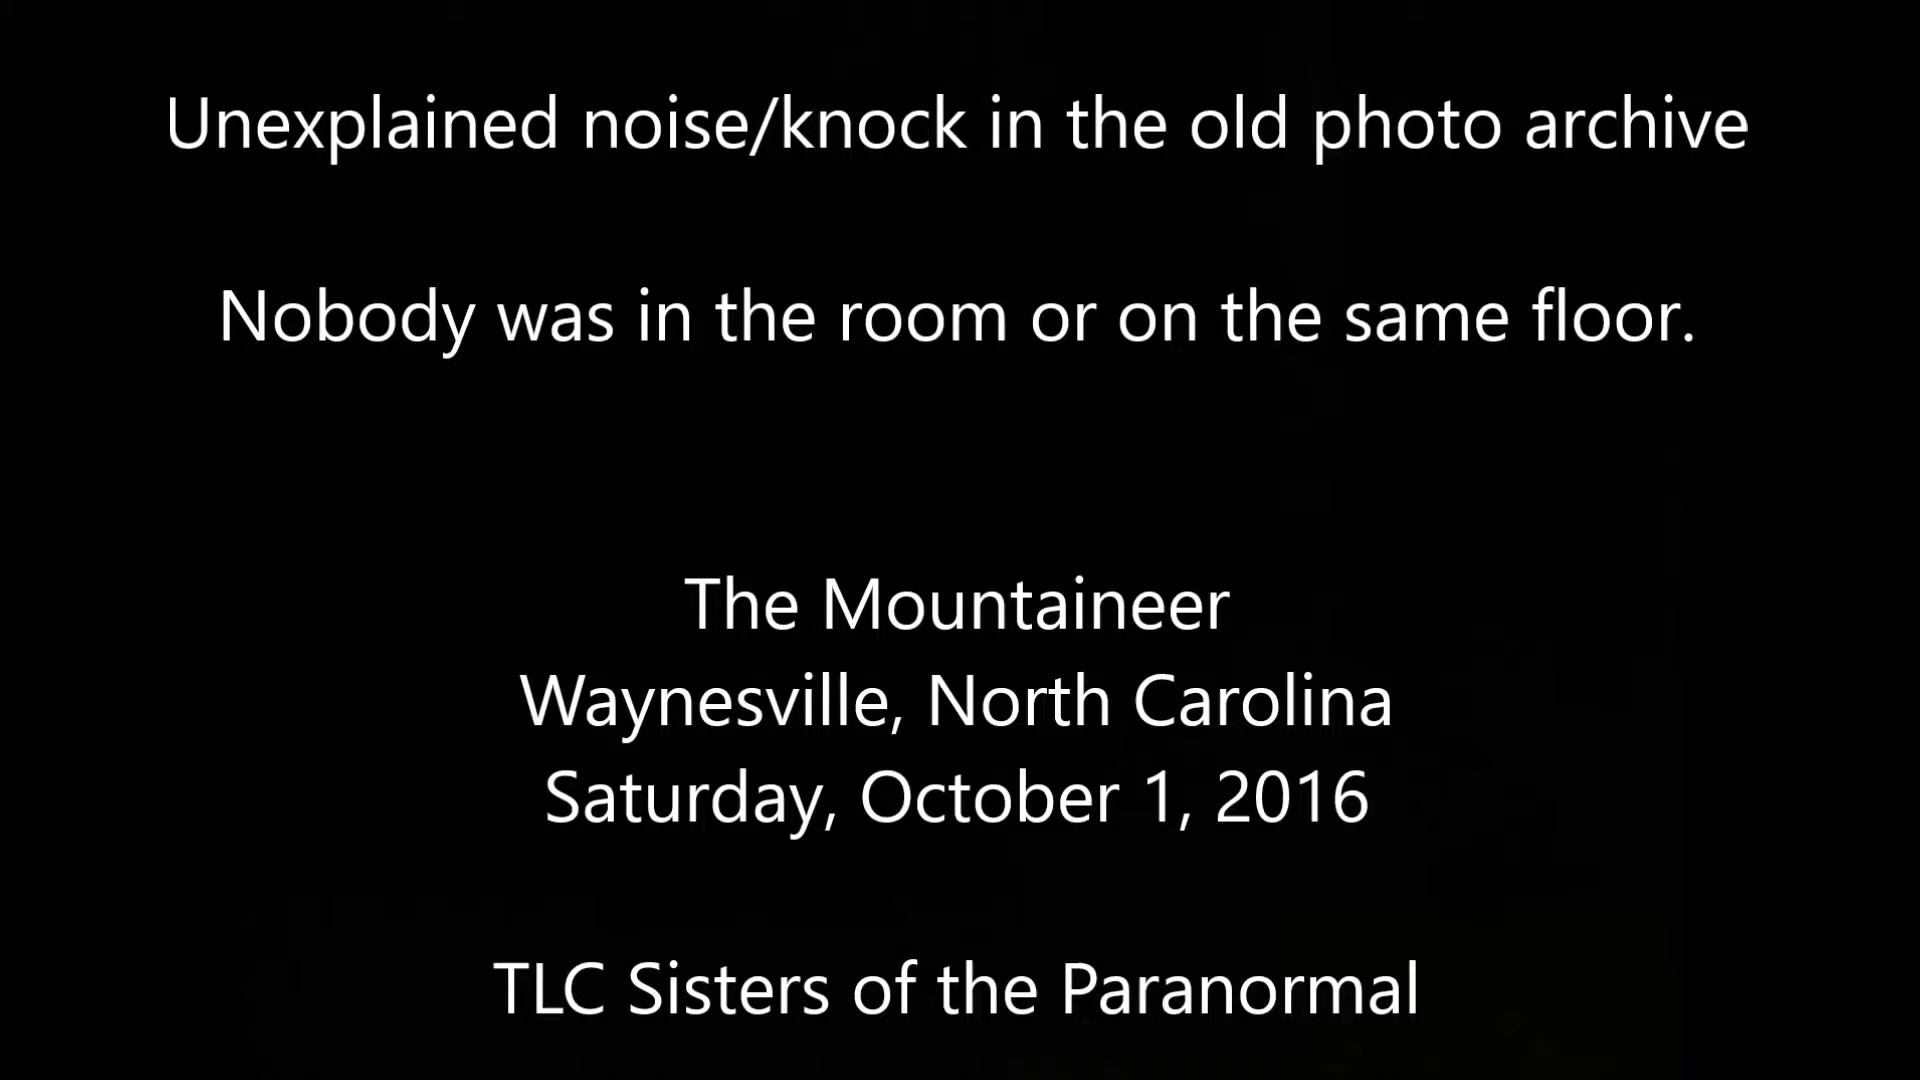 Unexplained noise/knock in the old photo archive
Nobody was in the room or on the same floor.
The Mountaineer
Waynesville, North Carolina
Saturday, October 1, 2016
TLC Sisters of the Paranormal